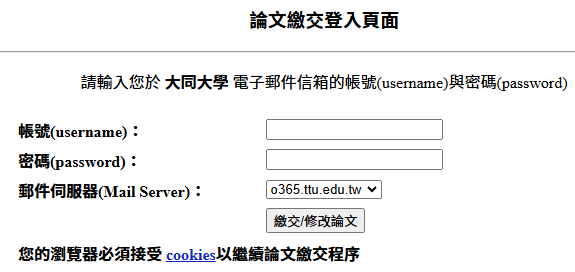 論文繳交登入頁面
請輸入您於 大同大學 電子郵件信箱的帳號(username)與密碼(password)
帳號(username)：
密碼(password)：
郵件伺服器(Mail Server)： o365.ttu.edu.tw
繳交/修改論文
您的瀏覽器必須接受 cookies以繼續論文繳交程序